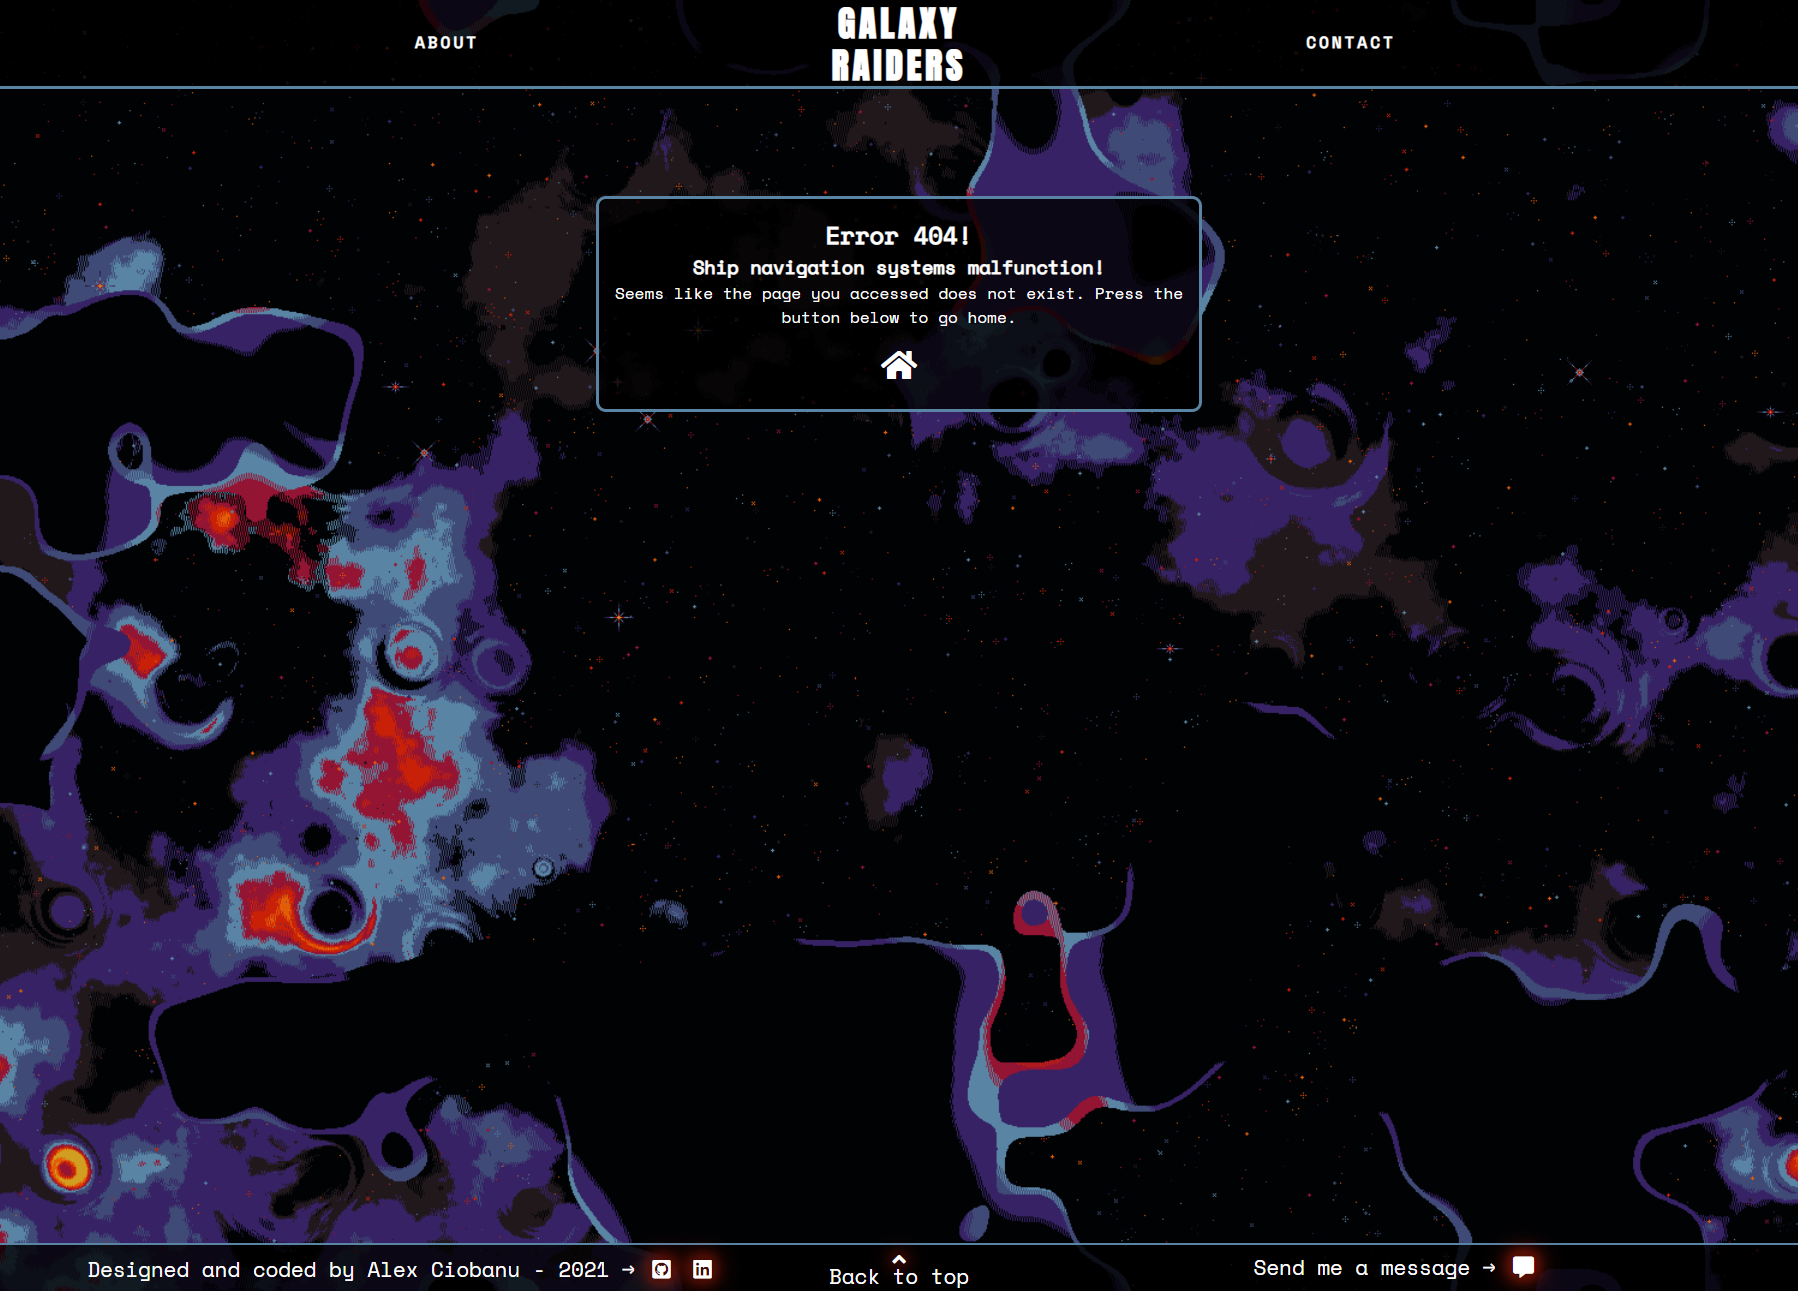 ABOUT
GALAXY
RAIDERS
CONTACT
Error 404!
Ship navigation systems malfunction!
Seems like the page you accessed does not exist. Press the
button below to go home.
Designed and coded by Alex Ciobanu - 2021 →
in
Back to top
Send me a message →